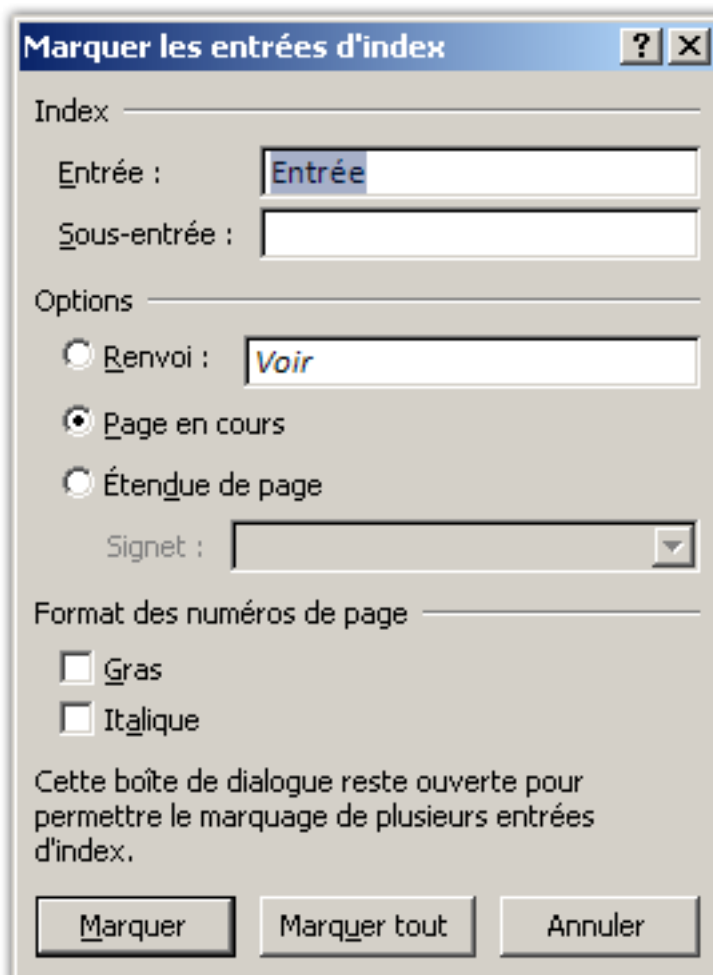 Marquer les entrées d'index
Index
Entrée : Entrée
Sous-entrée :
Options
Renvoi : Voir
Page en cours
Étendue de page
Signet :
Format des numéros de page
Gras
Italique
Cette boîte de dialogue reste ouverte pour
permettre le marquage de plusieurs entrées
d'index.
Marquer Marquer tout Annuler